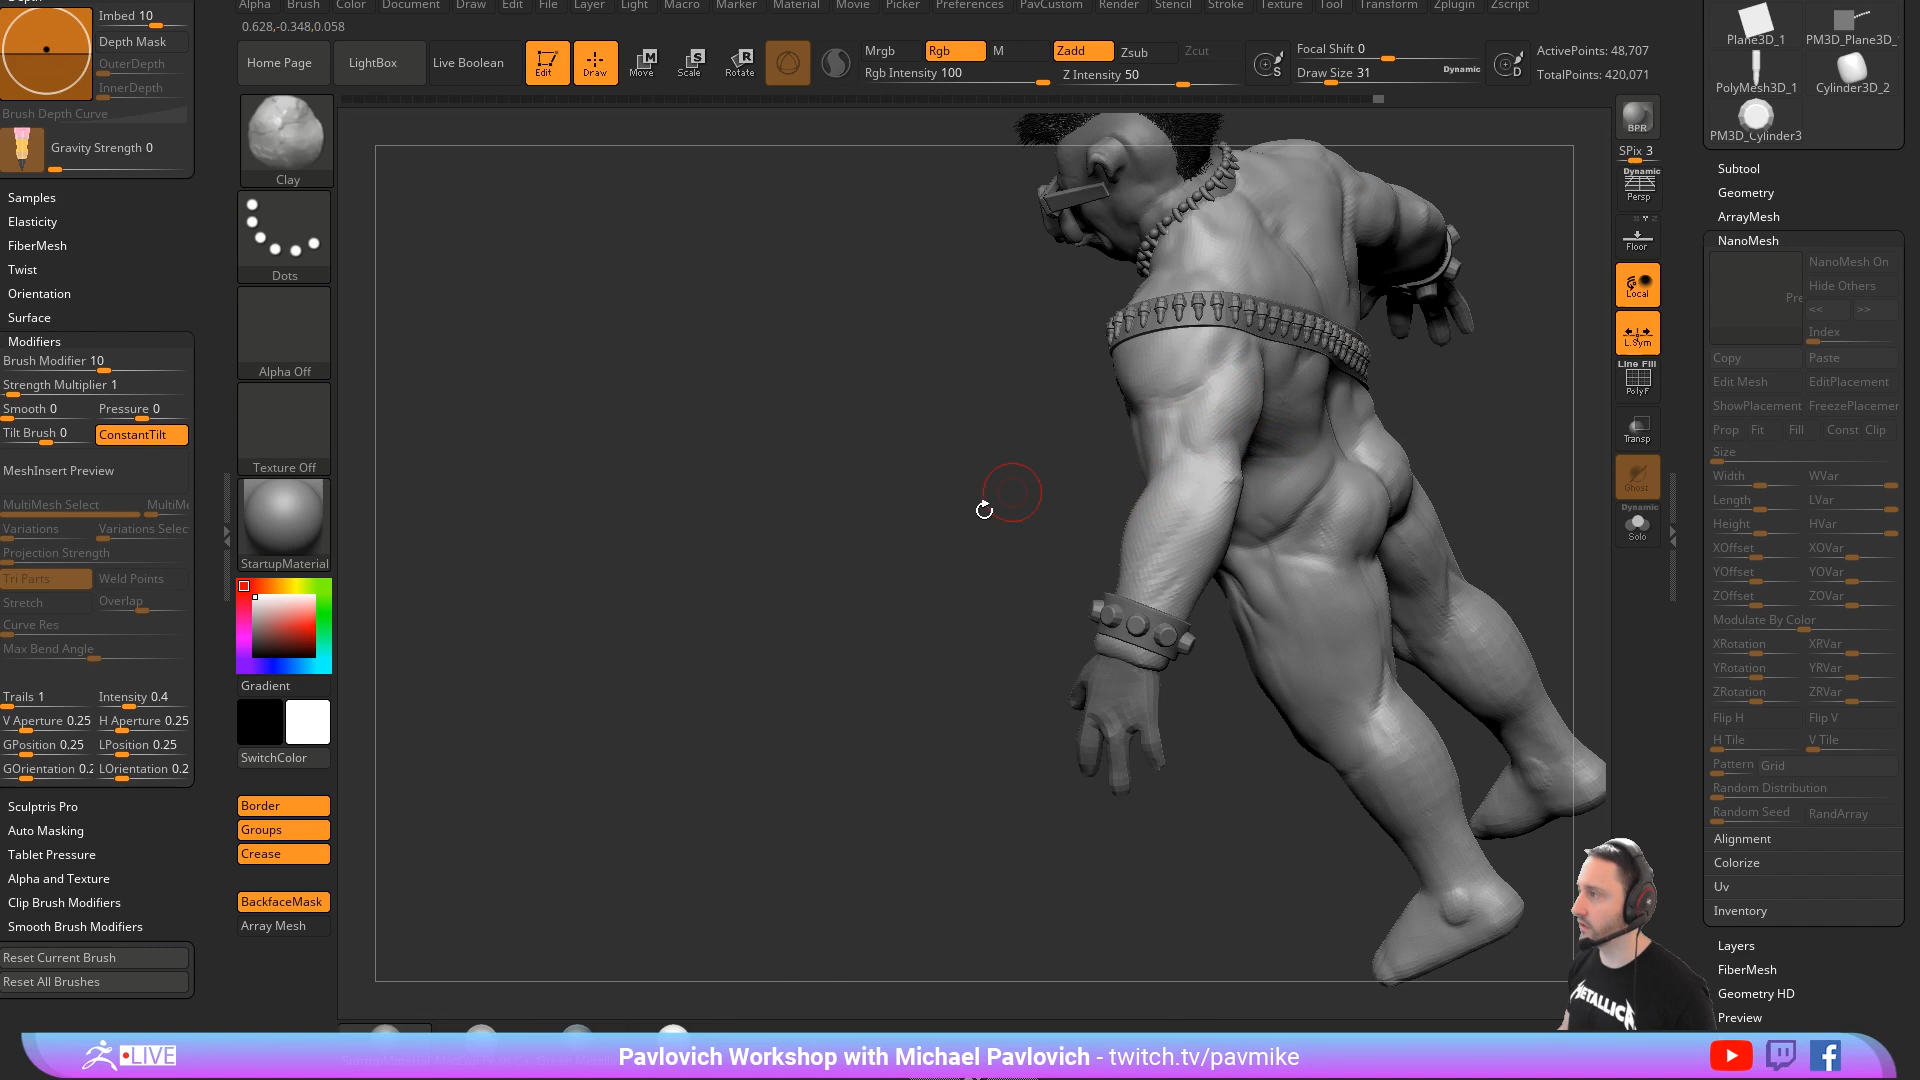 Alpha Brush Color Document Draw Edit File Layer Light Macro Marker Material Movie Picker Preferences PavCustom Render Stencil Stroke Texture Tool Transform Zplugin Zscript
0.628,-0.348,0.058
Imbed 10
Depth Mask
OuterDepth
InnerDepth
Brush Depth Curve
Gravity Strength 0
Samples
Elasticity
FiberMesh
Twist
Orientation
Surface
Modifiers
Brush Modifier 10
Strength Multiplier 1
Smooth 0 Pressure 0
Tilt Brush 0 ConstantTilt
MeshInsert Preview
MultiMesh Select MultiMe
Variations Variations Selec
Projection Strength
Tri Parts Weld Points
Stretch Overlap
Curve Res
Max Bend Angle
Trails 1 Intensity 0.4
V Aperture 0.25 H Aperture 0.25
GPosition 0.25 LPosition 0.25
GOrientation 0.2 LOrientation 0.2
Sculptris Pro
Auto Masking
Tablet Pressure
Alpha and Texture
Clip Brush Modifiers
Smooth Brush Modifiers
Reset Current Brush
Reset All Brushes
Home Page LightBox Live Boolean Edit Draw Move Scale Rotate
Mrgb Rgb M Zadd Zsub Zcut
Rgb Intensity 100 Z Intensity 50
Focal Shift 0
Draw Size 31 Dynamic
ActivePoints: 48,707
TotalPoints: 420,071
Clay
Dots
Alpha Off
Texture Off
StartupMaterial
Gradient
SwitchColor
Border
Groups
Crease
BackfaceMask
Array Mesh
BPR
SPix 3
Dynamic
Persp
Floor
Local
L.Sym
Line Fill
PolyF
Transp
Ghost
Dynamic
Solo
Plane3D_1 PM3D_Plane3D_
PolyMesh3D_1 Cylinder3D_2
PM3D_Cylinder3
Subtool
Geometry
ArrayMesh
NanoMesh
NanoMesh On
Hide Others
Pre
<< >>
Index
Copy Paste
Edit Mesh EditPlacement
ShowPlacement FreezePlacemen
Prop Fit Fill Const Clip
Size
Width WVar
Length LVar
Height HVar
XOffset XOVar
YOffset YOVar
ZOffset ZOVar
Modulate By Color
XRotation XRVar
YRotation YRVar
ZRotation ZRVar
Flip H Flip V
H Tile V Tile
Pattern Grid
Random Distribution
Random Seed RandArray
Alignment
Colorize
Uv
Inventory
Layers
FiberMesh
Geometry HD
Preview
METALLICA
LIVE
Pavlovich Workshop with Michael Pavlovich - twitch.tv/pavmike